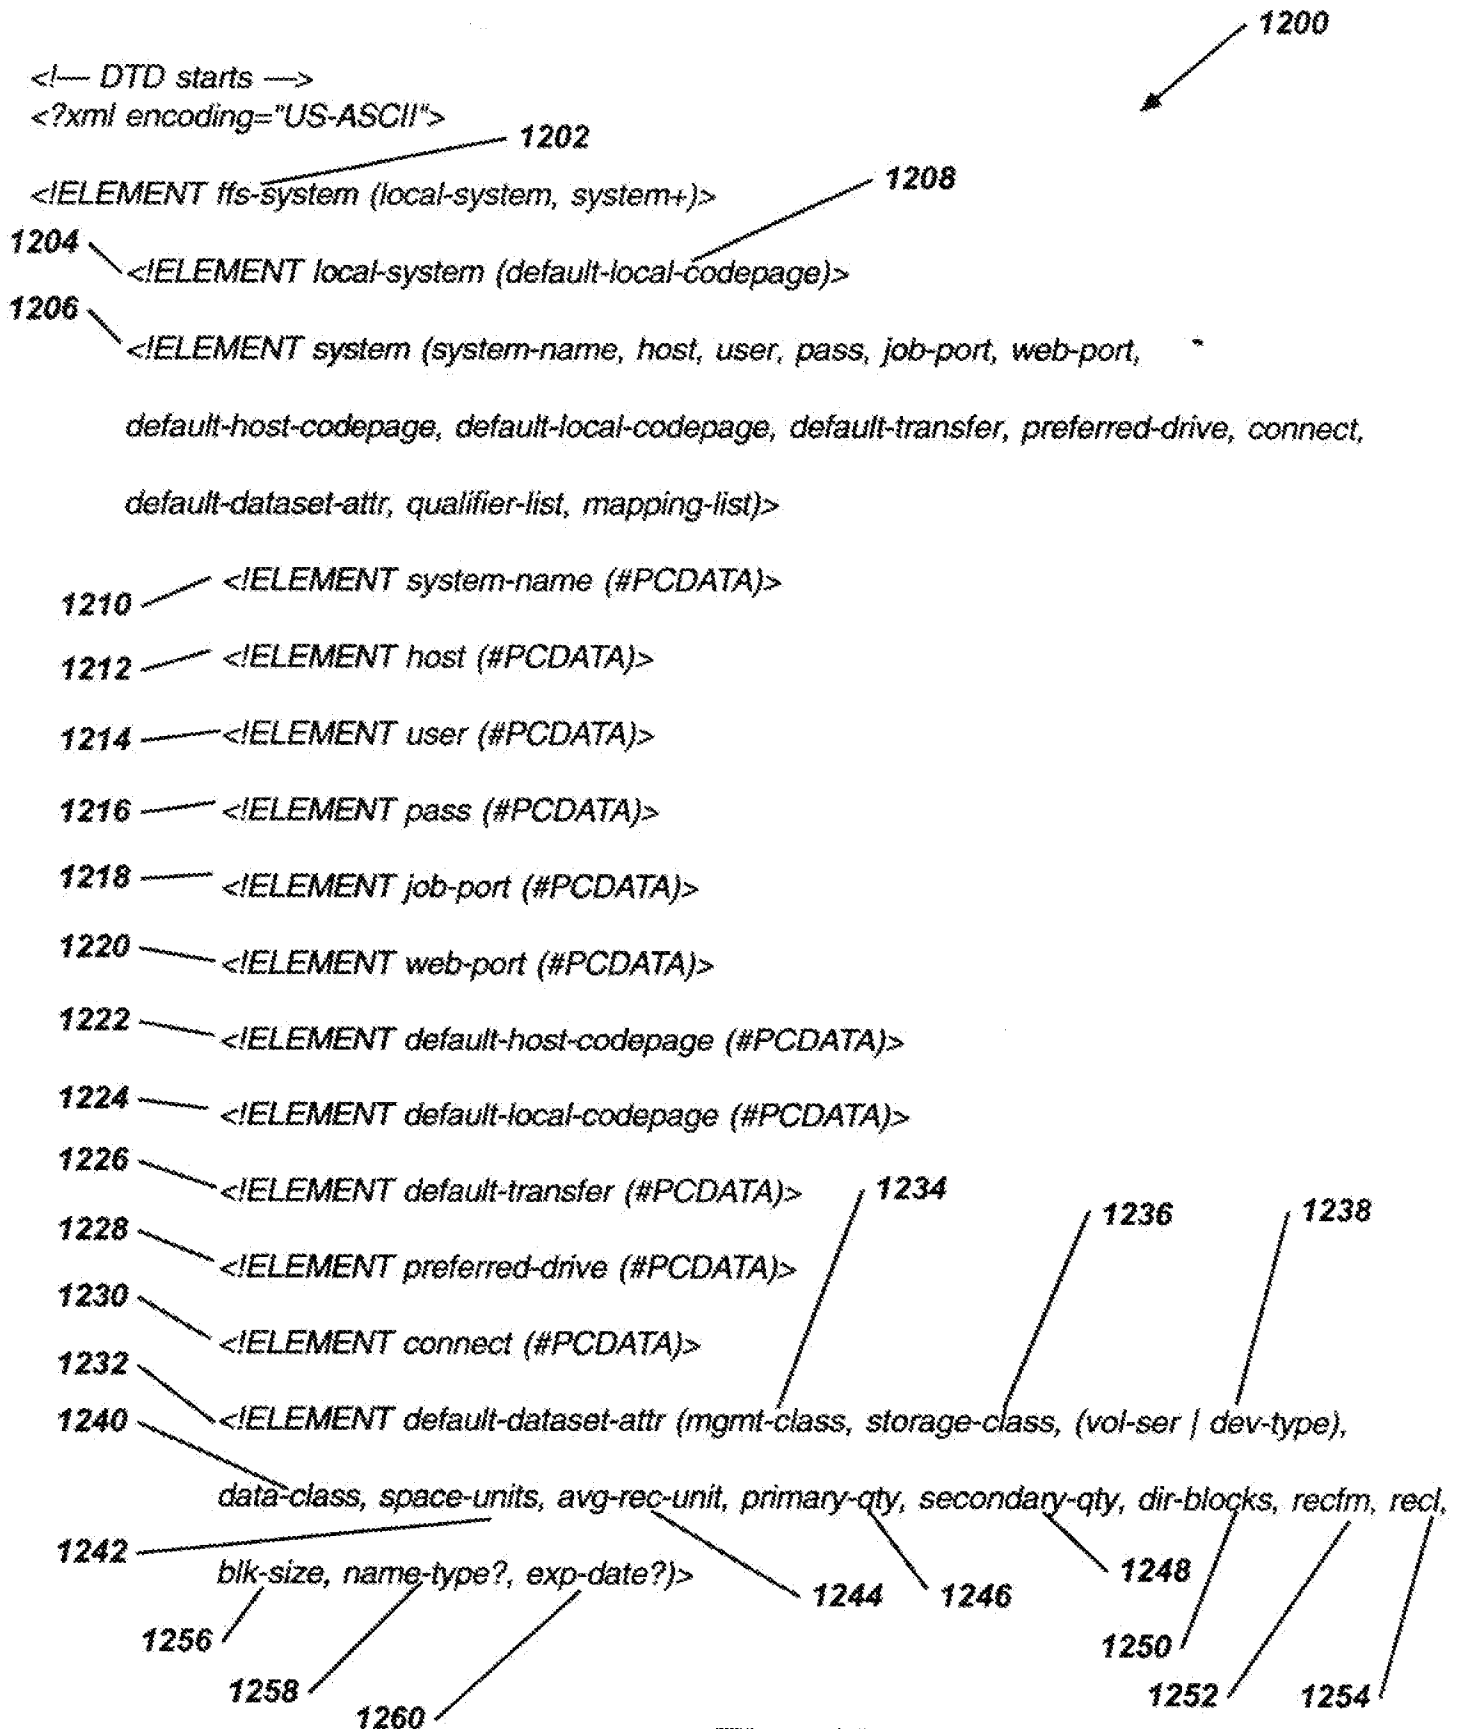 1200
<!— DTD starts —>
<?xml encoding="US-ASCII">
1202
1208
<!ELEMENT ffs-system (local-system, system+)>
1204
<!ELEMENT local-system (default-local-codepage)>
1206
<!ELEMENT system (system-name, host, user, pass, job-port, web-port,
default-host-codepage, default-local-codepage, default-transfer, preferred-drive, connect,
default-dataset-attr, qualifier-list, mapping-list)>
1210 <!ELEMENT system-name (#PCDATA)>
1212 <!ELEMENT host (#PCDATA)>
1214 <!ELEMENT user (#PCDATA)>
1216 <!ELEMENT pass (#PCDATA)>
1218 <!ELEMENT job-port (#PCDATA)>
1220 <!ELEMENT web-port (#PCDATA)>
1222 <!ELEMENT default-host-codepage (#PCDATA)>
1224 <!ELEMENT default-local-codepage (#PCDATA)>
1226 <!ELEMENT default-transfer (#PCDATA)>
1234
1236
1238
1228 <!ELEMENT preferred-drive (#PCDATA)>
1230 <!ELEMENT connect (#PCDATA)>
1232
1240 <!ELEMENT default-dataset-attr (mgmt-class, storage-class, (vol-ser | dev-type),
data-class, space-units, avg-rec-unit, primary-qty, secondary-qty, dir-blocks, recfm, recl,
1242 blk-size, name-type?, exp-date?)>
1244
1246
1248
1256
1250
1258
1252
1254
1260